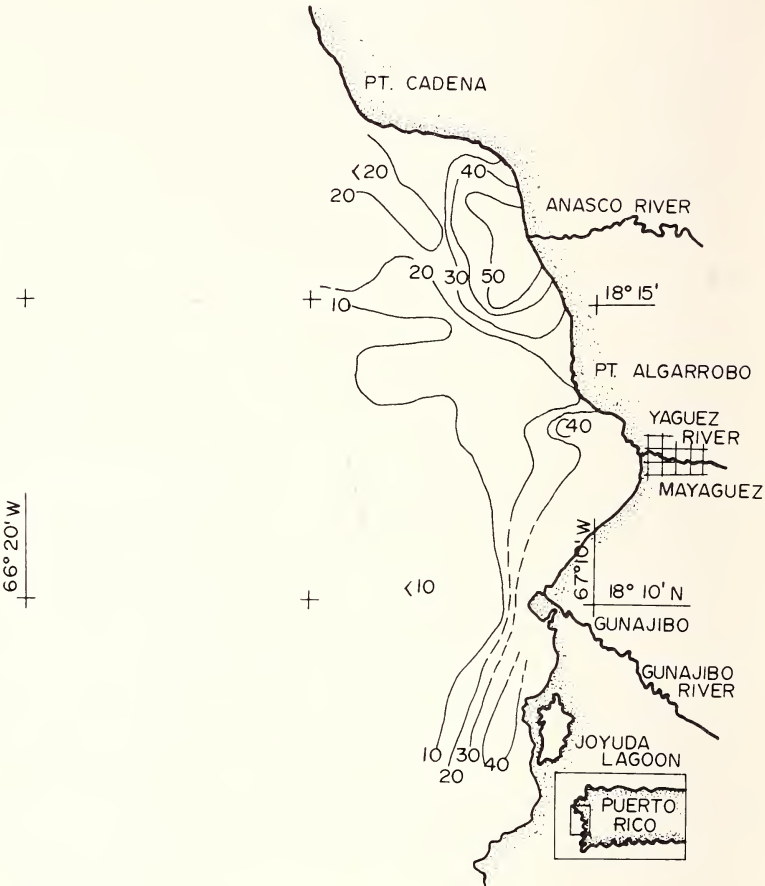 PT. CADENA
<20
40
20
ANASCO RIVER
20
30
50
10
18° 15'
PT. ALGARROBO
40
YAGUEZ
RIVER
MAYAGUEZ
66° 20' W
67° 10' W
<10
18° 10' N
GUNAJIBO
GUNAJIBO
RIVER
JOYUDA
LAGOON
10
20
30
40
PUERTO
RICO